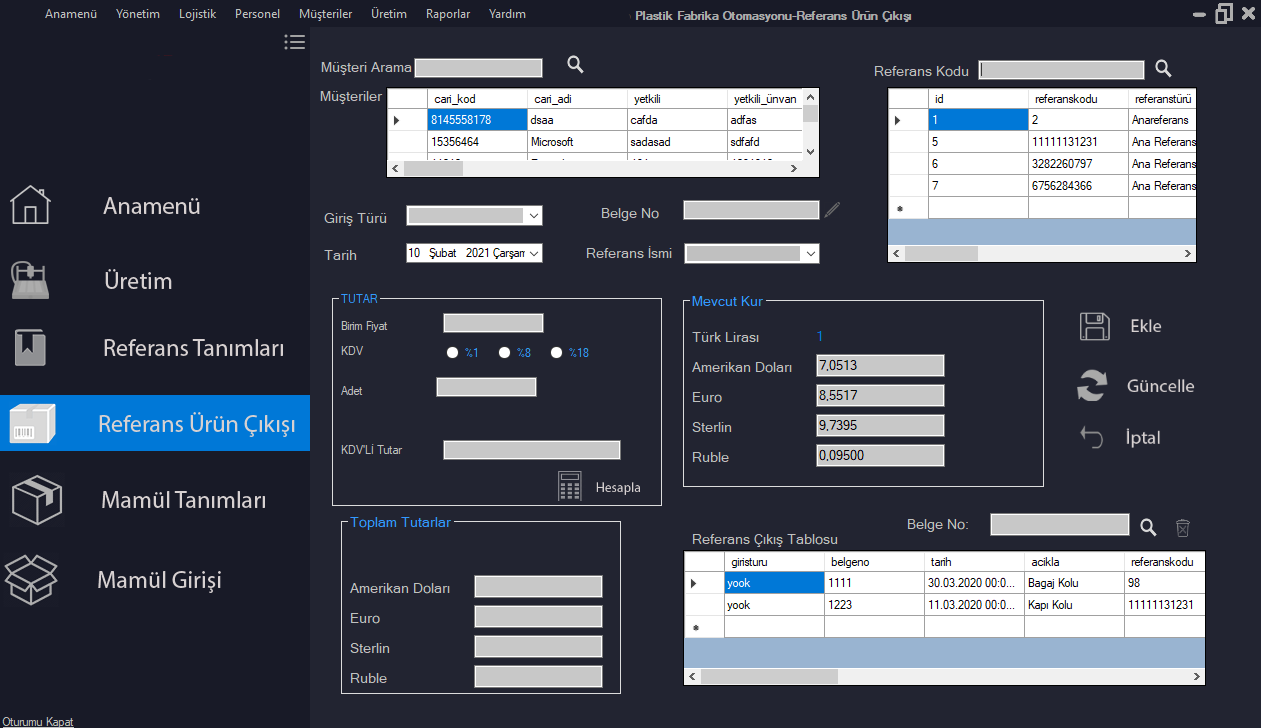 Anamenü Yönetim Lojistik Personel Müşteriler Üretim Raporlar Yardım
Plastik Fabrika Otomasyonu-Referans Ürün Çıkışı
Müşteri Arama
Referans Kodu
Müşteriler
cari_kod cari_adi yetkili yetkili_ünvan
8145558178 dsaa cafda adfas
15356464 Microsoft sadasad sdfafd
id referanskodu referanstürü
1 2 Anareferans
5 11111131231 Ana Referans
6 3282260797 Ana Referans
7 6756284366 Ana Referans
Giriş Türü
Belge No
Tarih 10 Şubat 2021 Çarşam
Referans İsmi
Anamenü
Üretim
Referans Tanımları
Referans Ürün Çıkışı
Mamül Tanımları
Mamül Girişi
Oturumu Kapat
TUTAR
Birim Fiyat
KDV %1 %8 %18
Adet
KDV'Lİ Tutar
Hesapla
Mevcut Kur
Türk Lirası 1
Amerikan Doları 7,0513
Euro 8,5517
Sterlin 9,7395
Ruble 0,09500
Ekle
Güncelle
İptal
Toplam Tutarlar
Amerikan Doları
Euro
Sterlin
Ruble
Belge No:
Referans Çıkış Tablosu
giristuru belgeno tarih acikla referanskodu
yook 1111 30.03.2020 00:0... Bagaj Kolu 98
yook 1223 11.03.2020 00:0... Kapı Kolu 11111131231